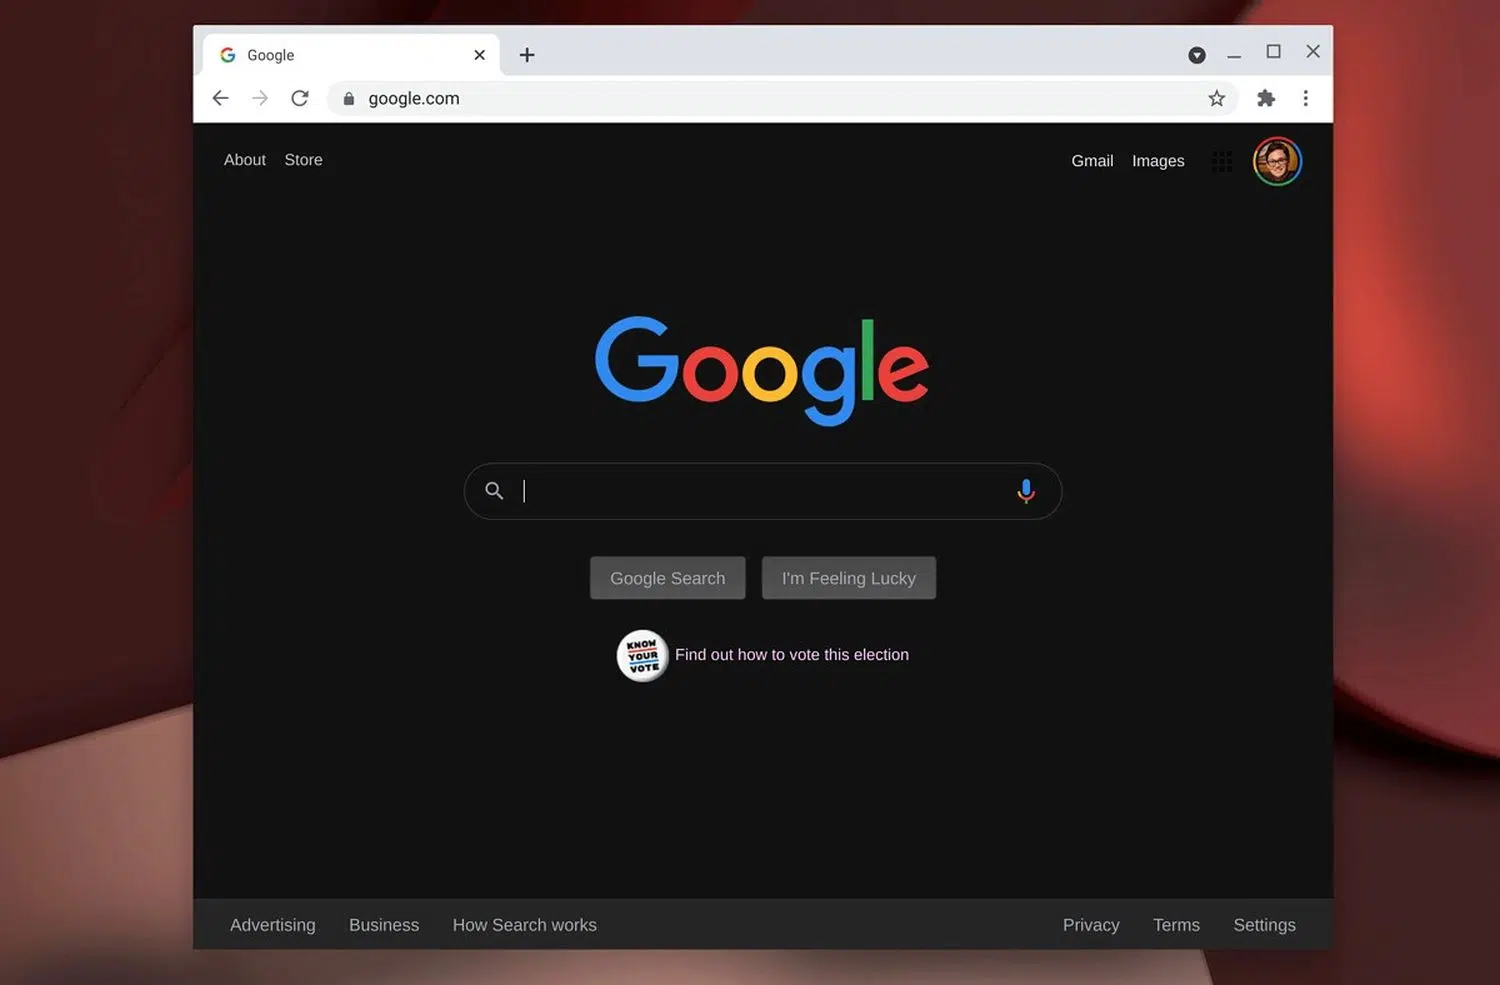 Google
google.com
About Store
Gmail Images
Google
Google Search
I'm Feeling Lucky
KNOW
YOUR
VOTE
Find out how to vote this election
Advertising Business How Search works
Privacy Terms Settings